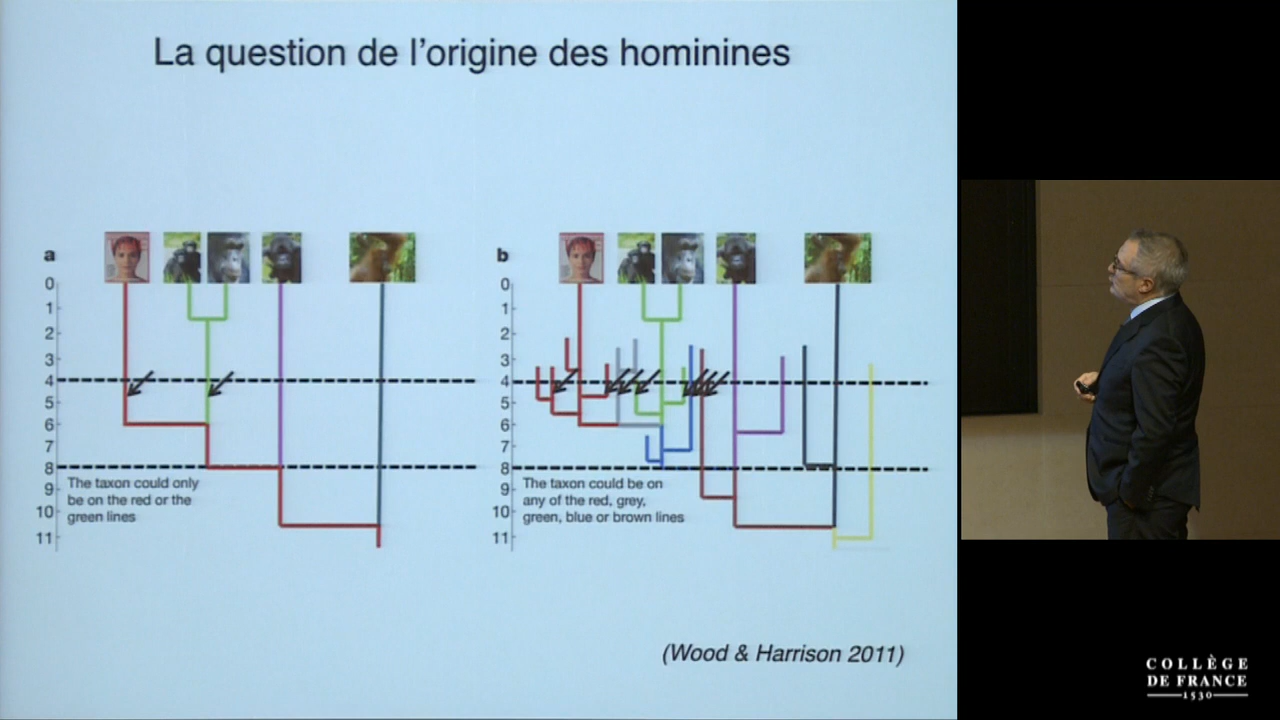 La question de l'origine des hominines
a
0
1
2
3
4
5
6
7
8
9
10
11
The taxon could only
be on the red or the
green lines
b
0
1
2
3
4
5
6
7
8
9
10
11
The taxon could be on
any of the red, grey,
green, blue or brown lines
(Wood & Harrison 2011)
COLLÈGE
DE FRANCE
1530